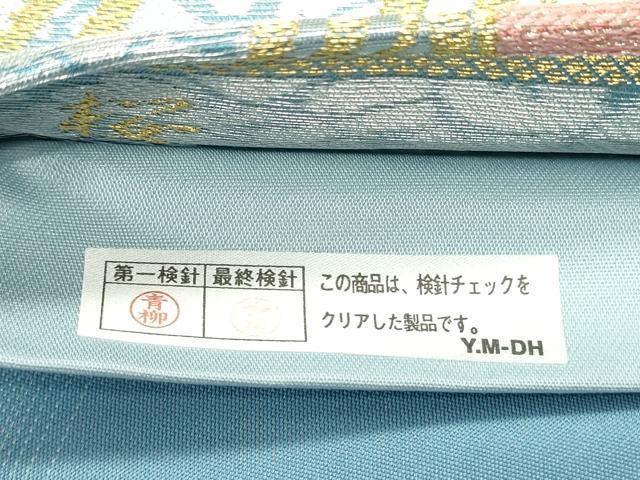 第一検針 最終検針
青柳
この商品は、検針チェックを
クリアした製品です。
Y.M-DH